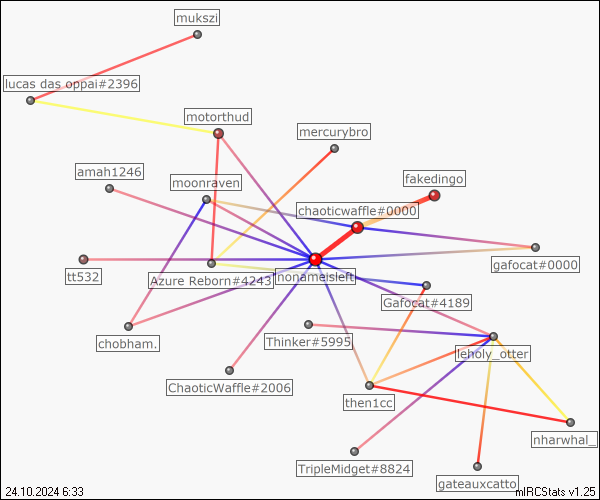 mukszi
lucas das oppai#2396
motorthud
mercurybro
amah1246
moonraven
fakedingo
chaoticwaffle#0000
gafocat#0000
tt532
Azure Reborn#4243
nonameisleft
Gafocat#4189
chobham.
Thinker#5995
leholy_otter
ChaoticWaffle#2006
then1cc
nharwhal_
TripleMidget#8824
gateauxcatto
24.10.2024 6:33
mIRCStats v1.25